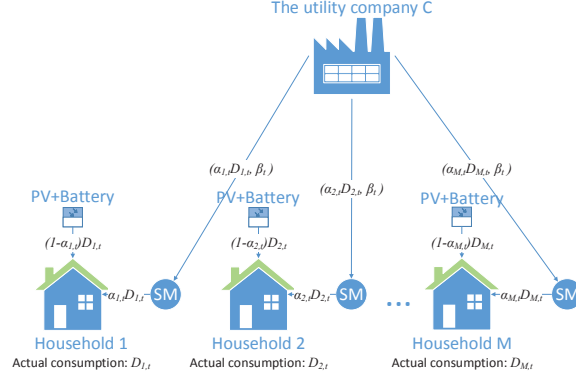 The utility company C
(α1,tD1,t, βt)
(α2,tD2,t, βt)
(αM,tDM,t, βt)
PV+Battery
PV+Battery
PV+Battery
(1-α1,t)D1,t
(1-α2,t)D2,t
(1-αM,t)DM,t
α1,tD1,t
SM
α2,tD2,t
SM
...
αM,tDM,t
SM
Household 1
Household 2
Household M
Actual consumption: D1,t
Actual consumption: D2,t
Actual consumption: DM,t